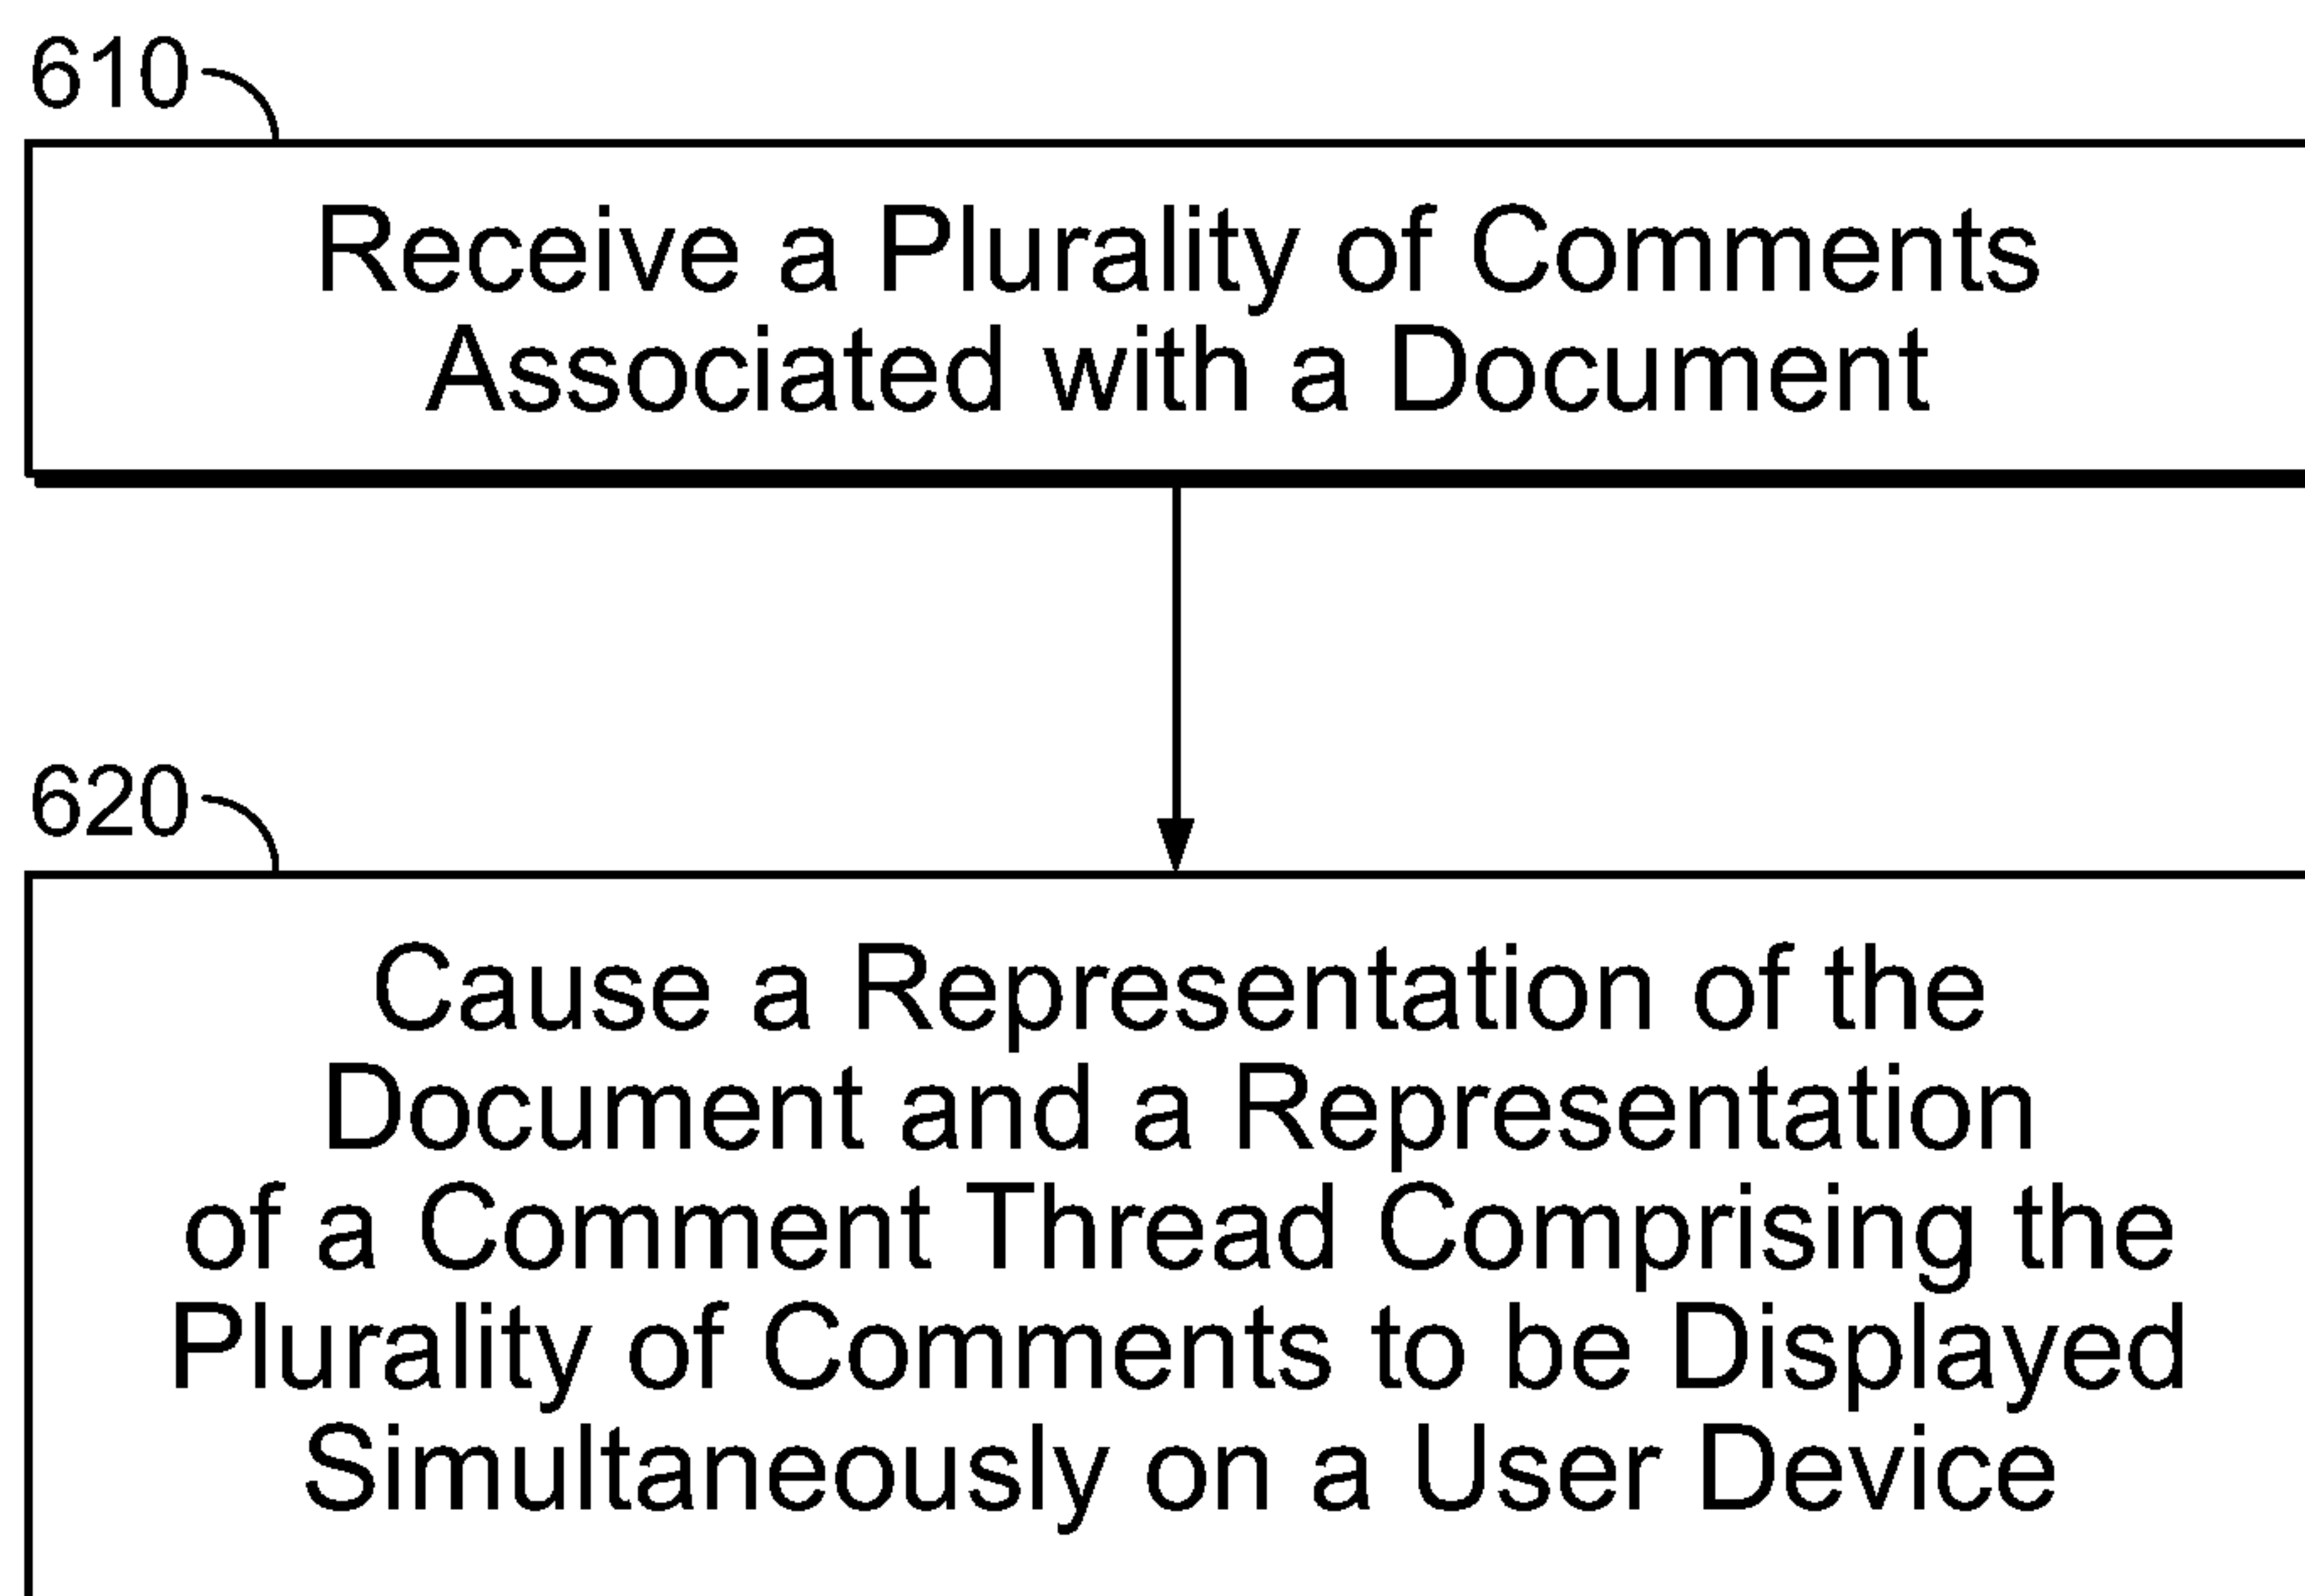 610
Receive a Plurality of Comments
Associated with a Document
620
Cause a Representation of the
Document and a Representation
of a Comment Thread Comprising the
Plurality of Comments to be Displayed
Simultaneously on a User Device